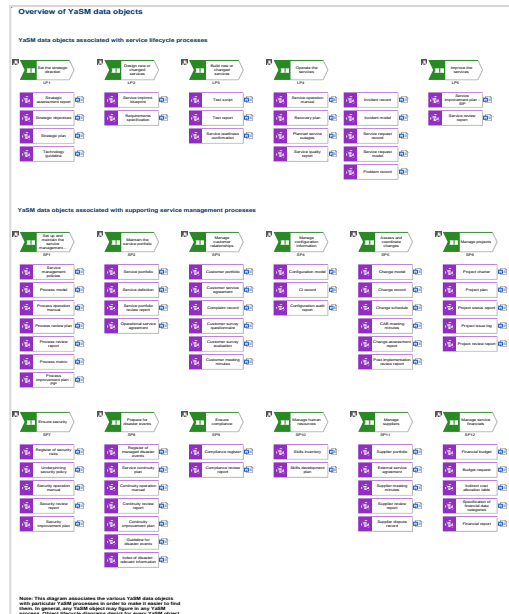 Overview of YaSM data objects
YaSM data objects associated with service lifecycle processes
Set the strategic
direction
LP1
Strategic
assessment report
Strategic objectives
Strategic plan
Technology
guideline
Design new or
changed
services
LP2
Service implem.
blueprint
Requirements
specification
Build new or
changed
services
LP3
Test script
Test report
Service readiness
confirmation
Operate the
services
LP4
Service operation
manual
Recovery plan
Planned service
outages
Service quality
report
Incident record
Incident model
Service request
record
Service request
model
Problem record
Improve the
services
LP5
Service
improvement plan -
SIP
Service review
report
YaSM data objects associated with supporting service management processes
Set up and
maintain the
service
management...
SP1
Service
management
policies
Process model
Process operation
manual
Process review plan
Process review
report
Process metric
Process
improvement plan -
PIP
Maintain the
service portfolio
SP2
Service portfolio
Service definition
Service portfolio
review report
Operational service
agreement
Manage
customer
relationships
SP3
Customer portfolio
Customer service
agreement
Complaint record
Customer survey
questionnaire
Customer survey
evaluation
Customer meeting
minutes
Manage
configuration
information
SP4
Configuration model
CI record
Configuration audit
report
Assess and
coordinate
changes
SP5
Change model
Change record
Change schedule
CAB meeting
minutes
Change assessment
report
Post-implementation
review report
Manage projects
SP6
Project charter
Project plan
Project status report
Project issue log
Project review report
Ensure security
SP7
Register of security
risks
Underpinning
security policy
Security operation
manual
Security review
report
Security
improvement plan
Prepare for
disaster events
SP8
Register of
managed disaster
events
Service continuity
plan
Continuity operation
manual
Continuity review
report
Continuity
improvement plan
Guideline for
disaster events
Index of disaster-
relevant information
Ensure
compliance
SP9
Compliance register
Compliance review
report
Manage human
resources
SP10
Skills inventory
Skills development
plan
Manage
suppliers
SP11
Supplier portfolio
External service
agreement
Supplier meeting
minutes
Supplier review
report
Supplier dispute
record
Manage service
financials
SP12
Financial budget
Budget request
Indirect cost
allocation table
Specification of
financial data
categories
Financial report
Note: This diagram associates the various YaSM data objects
with particular YaSM processes in order to make it easier to find
them. In general, any YaSM object may figure in any YaSM
process. Object lifecycle diagrams depict for every YaSM object